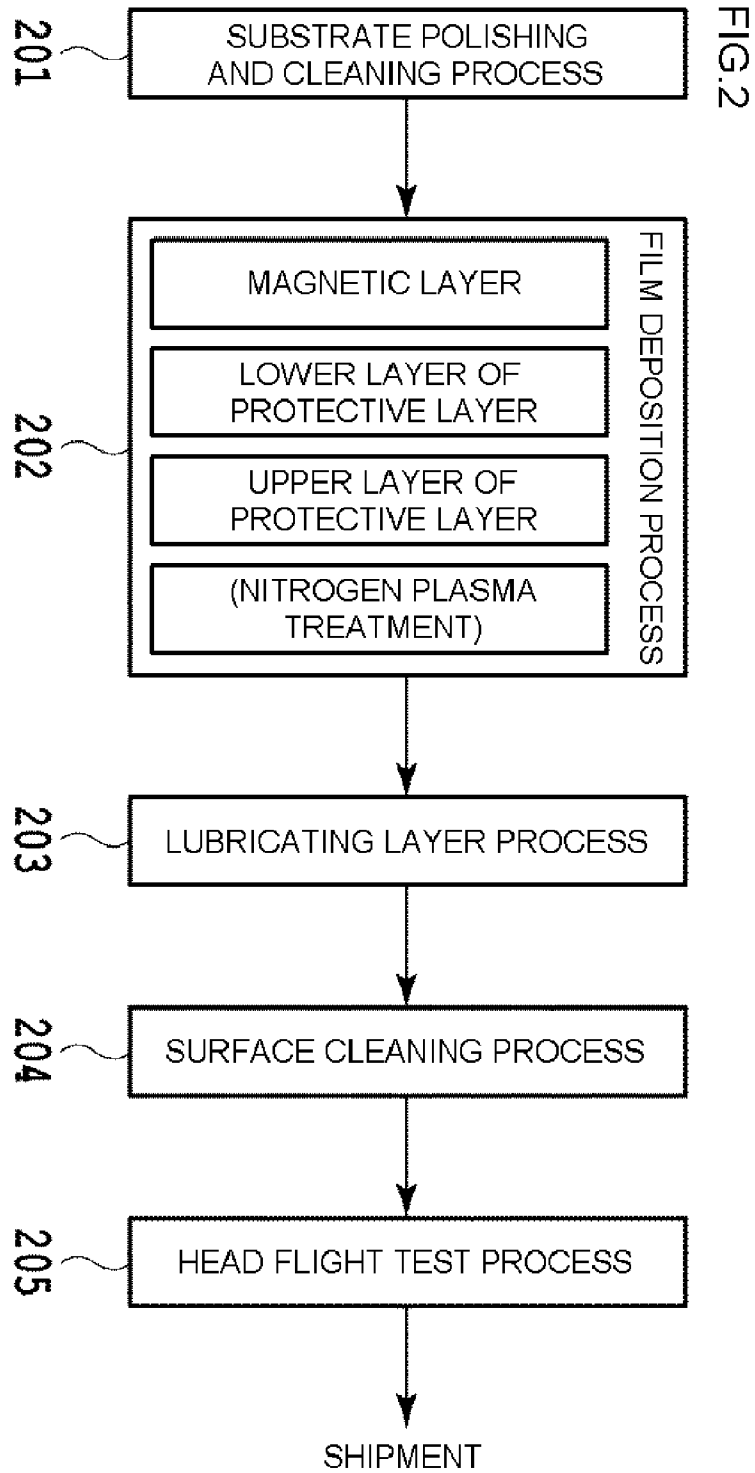 FIG.2
SUBSTRATE POLISHING
AND CLEANING PROCESS
201
FILM DEPOSITION PROCESS
MAGNETIC LAYER
LOWER LAYER OF
PROTECTIVE LAYER
UPPER LAYER OF
PROTECTIVE LAYER
(NITROGEN PLASMA
TREATMENT)
202
LUBRICATING LAYER PROCESS
203
SURFACE CLEANING PROCESS
204
HEAD FLIGHT TEST PROCESS
205
SHIPMENT